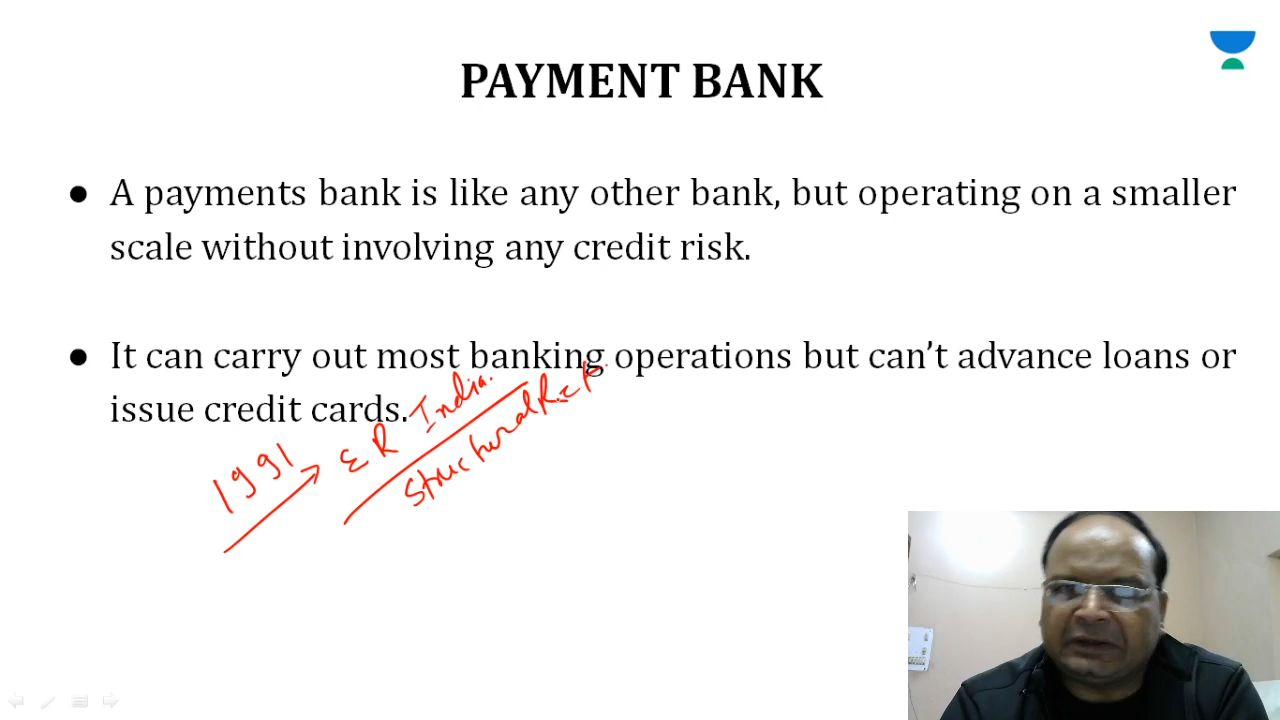 PAYMENT BANK
● A payments bank is like any other bank, but operating on a smaller
scale without involving any credit risk.
● It can carry out most banking operations but can’t advance loans or
issue credit cards.
1991 → ER India.
Structural